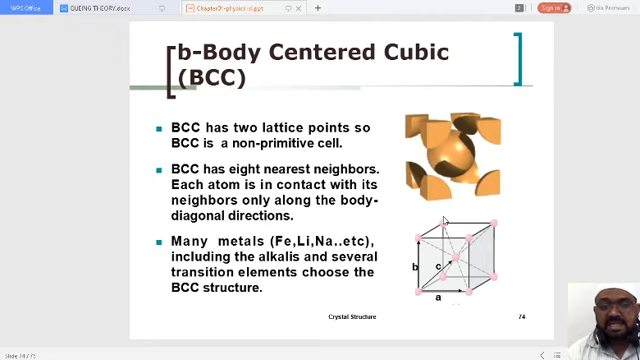 WPS Office
QUEING THEORY.docx
Chapter01-physical.ppt
2
Sign in
b-Body Centered Cubic
(BCC)
BCC has two lattice points so
BCC is a non-primitive cell.
BCC has eight nearest neighbors.
Each atom is in contact with its
neighbors only along the body-
diagonal directions.
Many metals (Fe,Li,Na..etc),
including the alkalis and several
transition elements choose the
BCC structure.
b
c
a
Crystal Structure
74